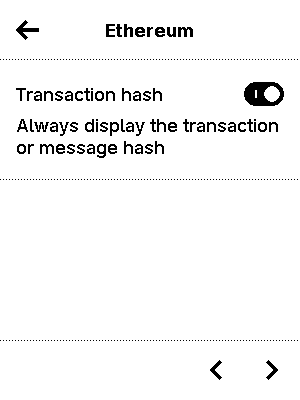 Ethereum
Transaction hash
Always display the transaction
or message hash